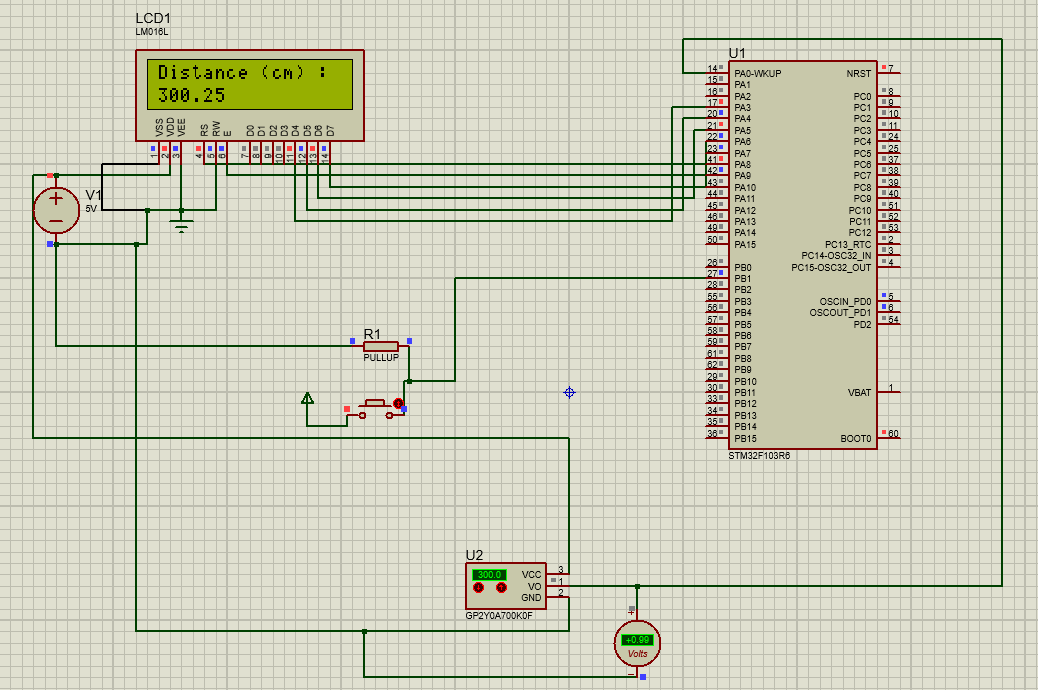 LCD1
LM016L
Distance (cm) :
300.25
VSS
VDD
VEE
RS
RW
E
D0
D1
D2
D3
D4
D5
D6
D7
1
2
3
4
5
6
7
8
9
10
11
12
13
14
V1
5V
R1
PULLUP
U1
14 PA0-WKUP
15 PA1
16 PA2
17 PA3
20 PA4
21 PA5
22 PA6
23 PA7
41 PA8
42 PA9
43 PA10
44 PA11
45 PA12
46 PA13
49 PA14
50 PA15
26 PB0
27 PB1
28 PB2
55 PB3
56 PB4
57 PB5
58 PB6
59 PB7
61 PB8
62 PB9
29 PB10
30 PB11
33 PB12
34 PB13
35 PB14
36 PB15
NRST 7
PC0 8
PC1 9
PC2 10
PC3 11
PC4 24
PC5 25
PC6 37
PC7 38
PC8 39
PC9 40
PC10 51
PC11 52
PC12 53
PC13_RTC 2
PC14-OSC32_IN 3
PC15-OSC32_OUT 4
OSCIN_PD0 5
OSCOUT_PD1 6
PD2 54
VBAT 1
BOOT0 60
STM32F103R6
U2
300.0
VCC 3
VO 1
GND 2
GP2Y0A700K0F
+0.99
Volts